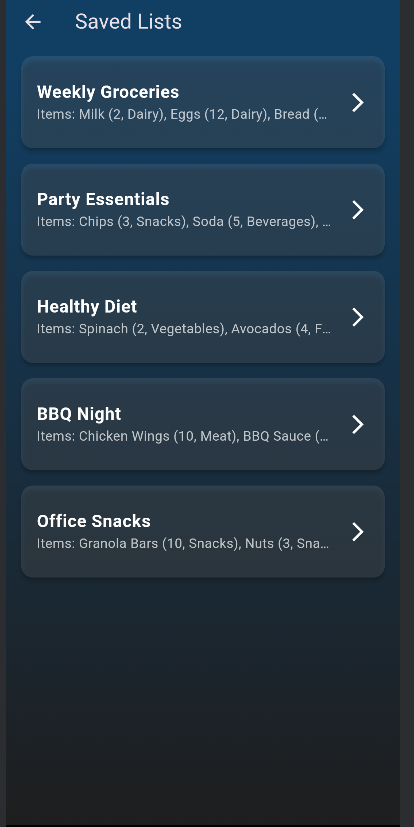 Saved Lists
Weekly Groceries
Items: Milk (2, Dairy), Eggs (12, Dairy), Bread (...
Party Essentials
Items: Chips (3, Snacks), Soda (5, Beverages), ...
Healthy Diet
Items: Spinach (2, Vegetables), Avocados (4, F...
BBQ Night
Items: Chicken Wings (10, Meat), BBQ Sauce (...
Office Snacks
Items: Granola Bars (10, Snacks), Nuts (3, Sna...